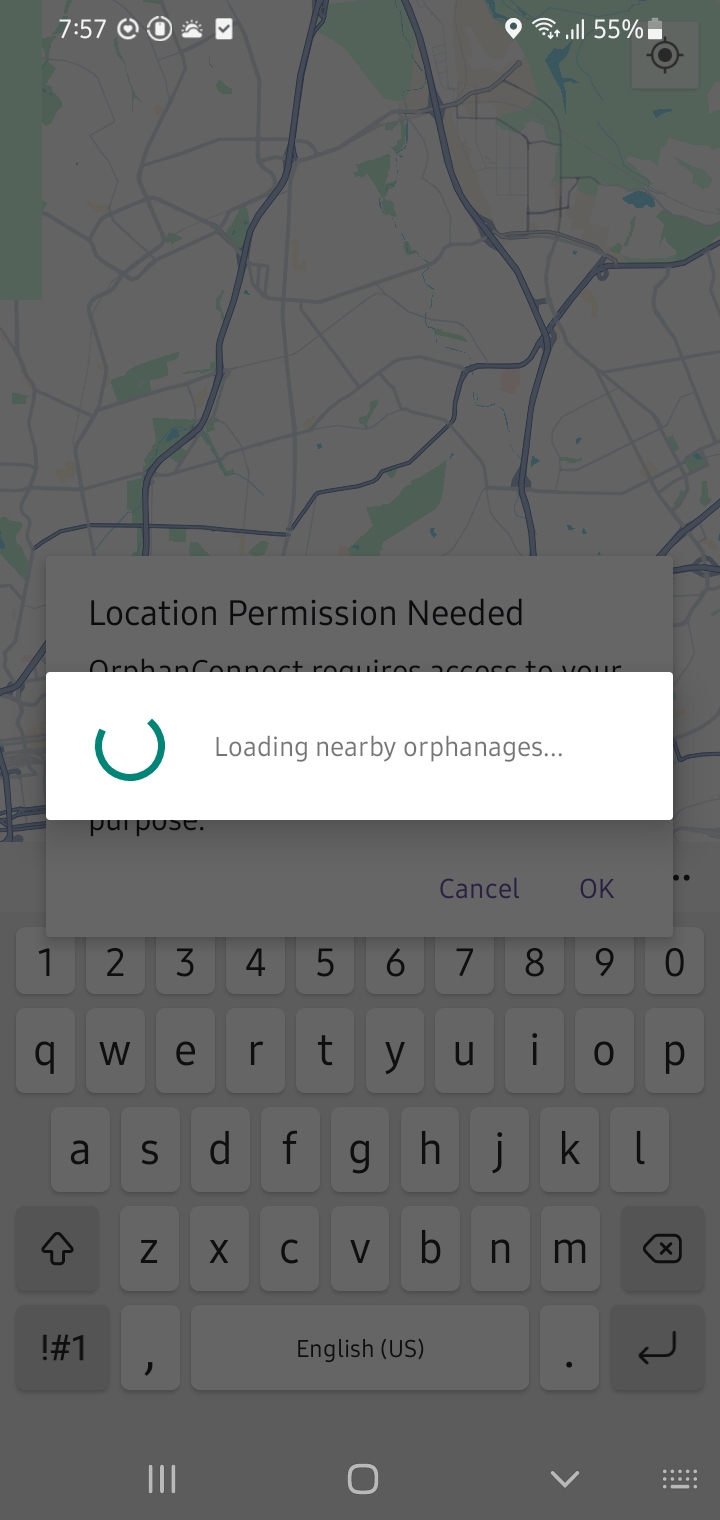 7:57
55%
Location Permission Needed
OrphanConnect requires access to your
Loading nearby orphanages...
purpose.
Cancel OK
1 2 3 4 5 6 7 8 9 0
q w e r t y u i o p
a s d f g h j k l
z x c v b n m
!#1 , English (US) .